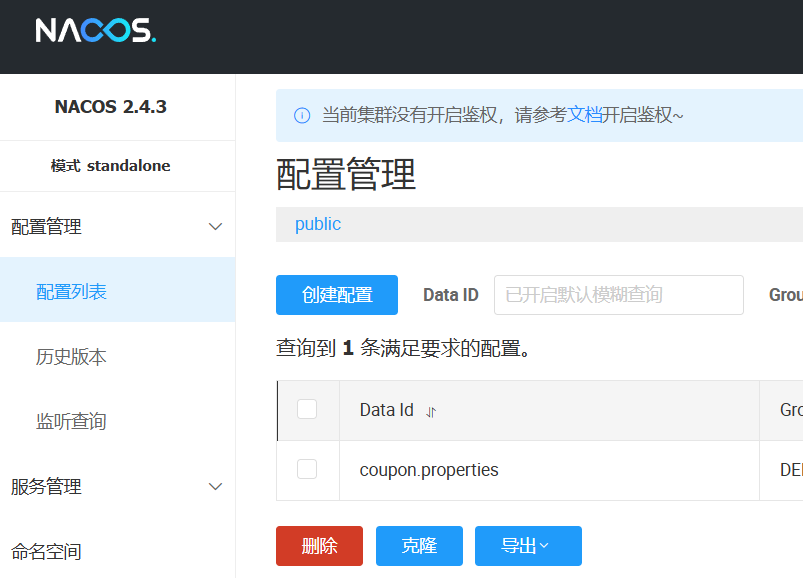 NACOS.
NACOS 2.4.3
模式 standalone
配置管理
配置列表
历史版本
监听查询
服务管理
命名空间
当前集群没有开启鉴权，请参考文档开启鉴权~
配置管理
public
创建配置 Data ID 已开启默认模糊查询 Grou
查询到 1 条满足要求的配置。
Data Id Gro
coupon.properties DE
删除 克隆 导出